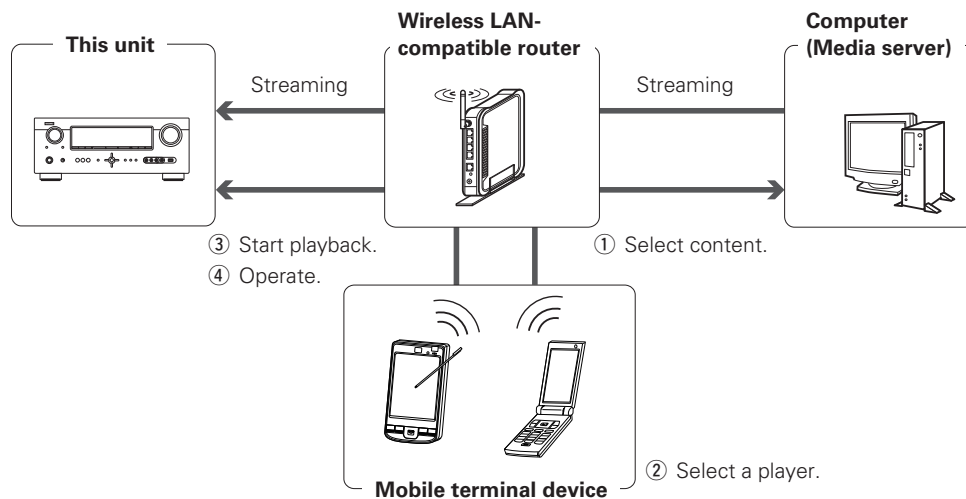 This unit
Wireless LAN-
compatible router
Computer
(Media server)
Streaming
Streaming
③ Start playback.
④ Operate.
① Select content.
② Select a player.
Mobile terminal device